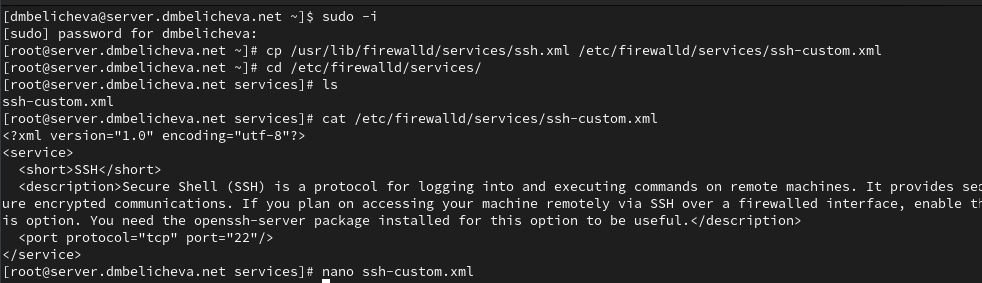 [dmbelicheva@server.dmbelicheva.net ~]$ sudo -i
[sudo] password for dmbelicheva:
[root@server.dmbelicheva.net ~]# cp /usr/lib/firewalld/services/ssh.xml /etc/firewalld/services/ssh-custom.xml
[root@server.dmbelicheva.net ~]# cd /etc/firewalld/services/
[root@server.dmbelicheva.net services]# ls
ssh-custom.xml
[root@server.dmbelicheva.net services]# cat /etc/firewalld/services/ssh-custom.xml
<?xml version="1.0" encoding="utf-8"?>
<service>
  <short>SSH</short>
  <description>Secure Shell (SSH) is a protocol for logging into and executing commands on remote machines. It provides sec
ure encrypted communications. If you plan on accessing your machine remotely via SSH over a firewalled interface, enable th
is option. You need the openssh-server package installed for this option to be useful.</description>
  <port protocol="tcp" port="22"/>
</service>
[root@server.dmbelicheva.net services]# nano ssh-custom.xml